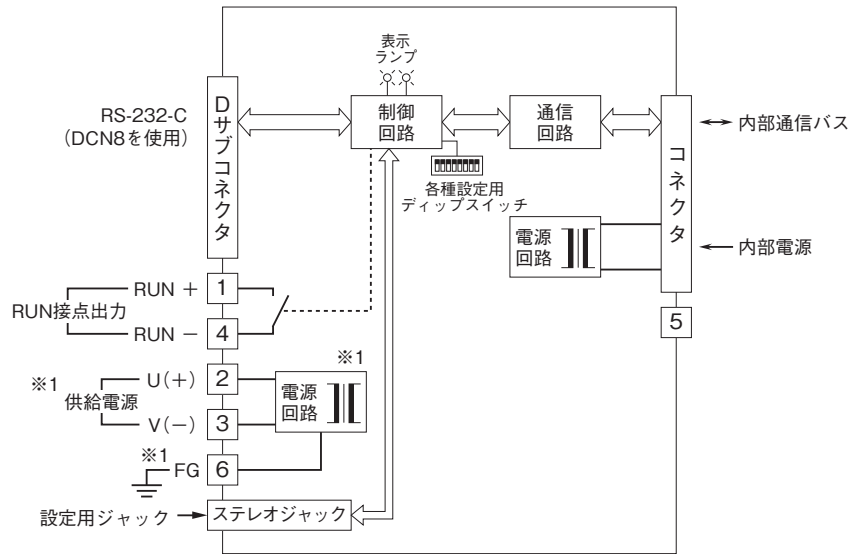 表示
ランプ
RS-232-C
(DCN8を使用)
Dサブコネクタ
制御
回路
通信
回路
コネクタ
内部通信バス
各種設定用
ディップスイッチ
電源
回路
内部電源
RUN接点出力
RUN +
1
RUN －
4
5
※1
供給電源
U(+)
2
V(－)
3
※1
電源
回路
※1
FG
6
設定用ジャック
ステレオジャック